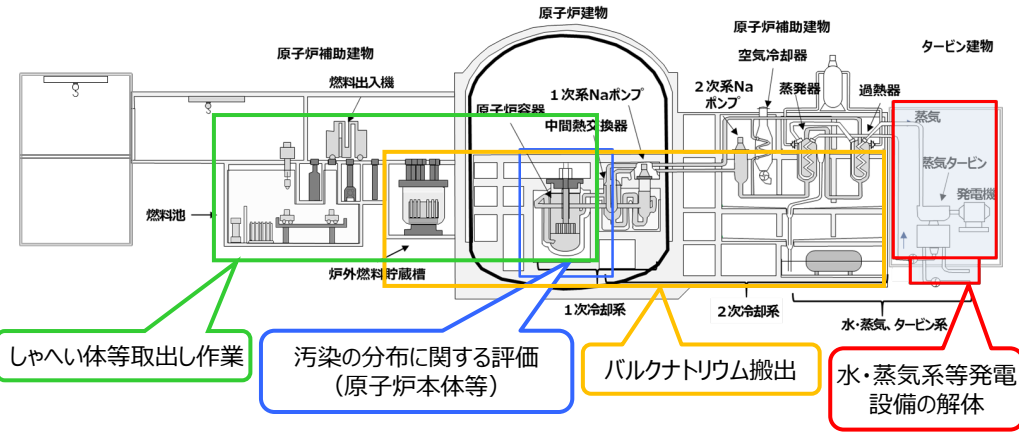 原子炉建物
原子炉補助建物
燃料出入機
原子炉補助建物
空気冷却器
タービン建物
原子炉容器
1次系Naポンプ
中間熱交換器
2次系Na
ポンプ
蒸発器
過熱器
蒸気
蒸気タービン
発電機
燃料池
炉外燃料貯蔵槽
1次冷却系
2次冷却系
水・蒸気、タービン系
しゃへい体等取出し作業
汚染の分布に関する評価
（原子炉本体等）
バルクナトリウム搬出
水・蒸気系等発電
設備の解体